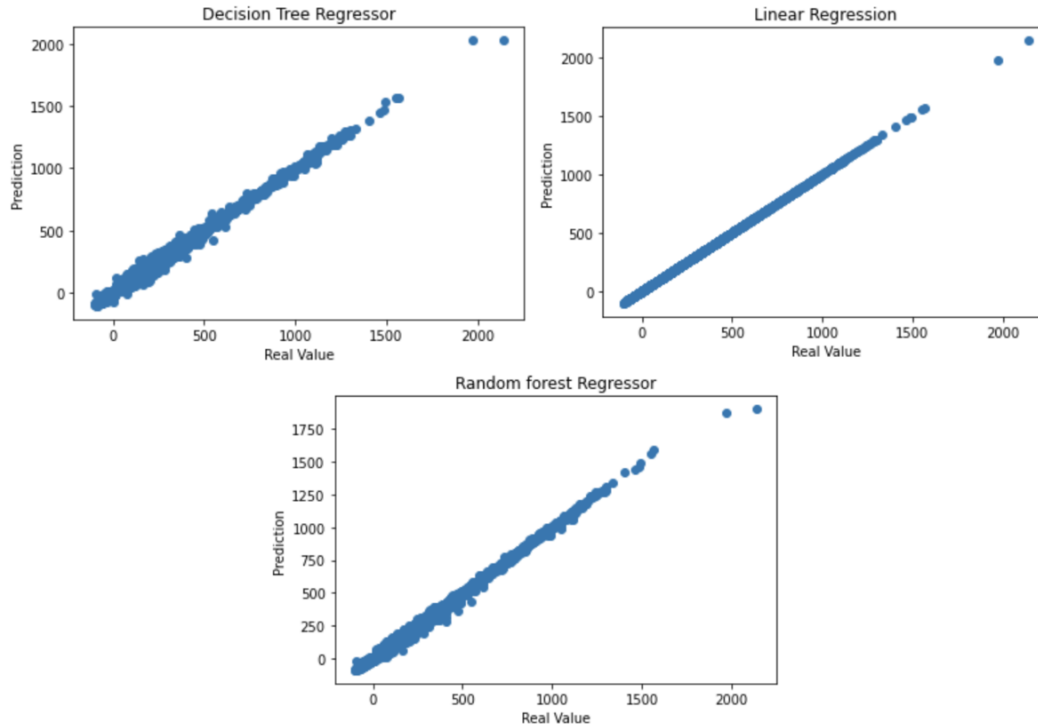 Decision Tree Regressor
2000
1500
1000
500
0
Prediction
0 500 1000 1500 2000
Real Value
Linear Regression
2000
1500
1000
500
0
Prediction
0 500 1000 1500 2000
Real Value
Random forest Regressor
1750
1500
1250
1000
750
500
250
0
Prediction
0 500 1000 1500 2000
Real Value